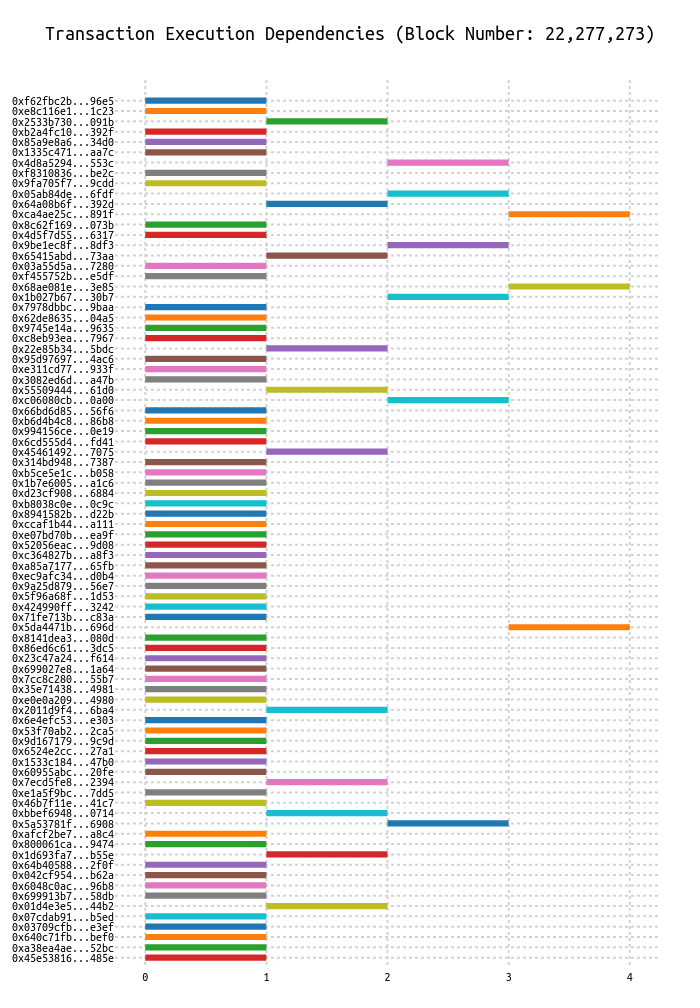 Transaction Execution Dependencies (Block Number: 22,277,273)
0xf62fbc2b...96e5
0xe8c116e1...1c23
0x2533b730...091b
0xb2a4fc10...392f
0x85a9e8a6...34d0
0x1335c471...aa7c
0x4d8a5294...553c
0xf8310836...be2c
0x9fa705f7...9cdd
0x05ab84de...6fdf
0x64a08b6f...392d
0xca4ae25c...891f
0x8c62f169...073b
0x4d5f7d55...6317
0x9be1ec8f...8df3
0x65415abd...73aa
0x03a55d5a...7280
0xf455752b...e5df
0x68ae081e...3e85
0x1b027b67...30b7
0x7978dbbc...9baa
0x62de8635...04a5
0x9745e14a...9635
0xc8eb93ea...7967
0x22e85b34...5bdc
0x95d97697...4ac6
0xe311cd77...933f
0x3082ed6d...a47b
0x55509444...61d0
0xc06080cb...0a00
0x66bd6d85...56f6
0xb6d4b4c8...86b8
0x994156ce...0e19
0x6cd555d4...fd41
0x45461492...7075
0x314bd948...7387
0xb5ce5e1c...b058
0x1b7e6005...a1c6
0xd23cf908...6884
0xb8038c0e...0c9c
0x8941582b...d22b
0xccaf1b44...a111
0xe07bd70b...ea9f
0x52056eac...9d08
0xc364827b...a8f3
0xa85a7177...65fb
0xec9afc34...d0b4
0x9a25d879...56e7
0x5f96a68f...1d53
0x424990ff...3242
0x71fe713b...c83a
0x5da4471b...696d
0x8141dea3...080d
0x86ed6c61...3dc5
0x23c47a24...f614
0x699027e8...1a64
0x7cc8c280...55b7
0x35e71438...4981
0xe0e0a209...4980
0x2011d9f4...6ba4
0x6e4efc53...e303
0x53f70ab2...2ca5
0x9d167179...9c9d
0x6524e2cc...27a1
0x1533c184...47b0
0x60955abc...20fe
0x7ecd5fe8...2394
0xe1a5f9bc...7dd5
0x46b7f11e...41c7
0xbbef6948...0714
0x5a53781f...6908
0xafcf2be7...a8c4
0x800061ca...9474
0x1d693fa7...b55e
0x64b40588...2f0f
0x042cf954...b62a
0x6048c0ac...96b8
0x699913b7...58db
0x01d4e3e5...44b2
0x07cdab91...b5ed
0x03709cfb...e3ef
0x640c71fb...bef0
0xa38ea4ae...52bc
0x45e53816...485e
0 1 2 3 4